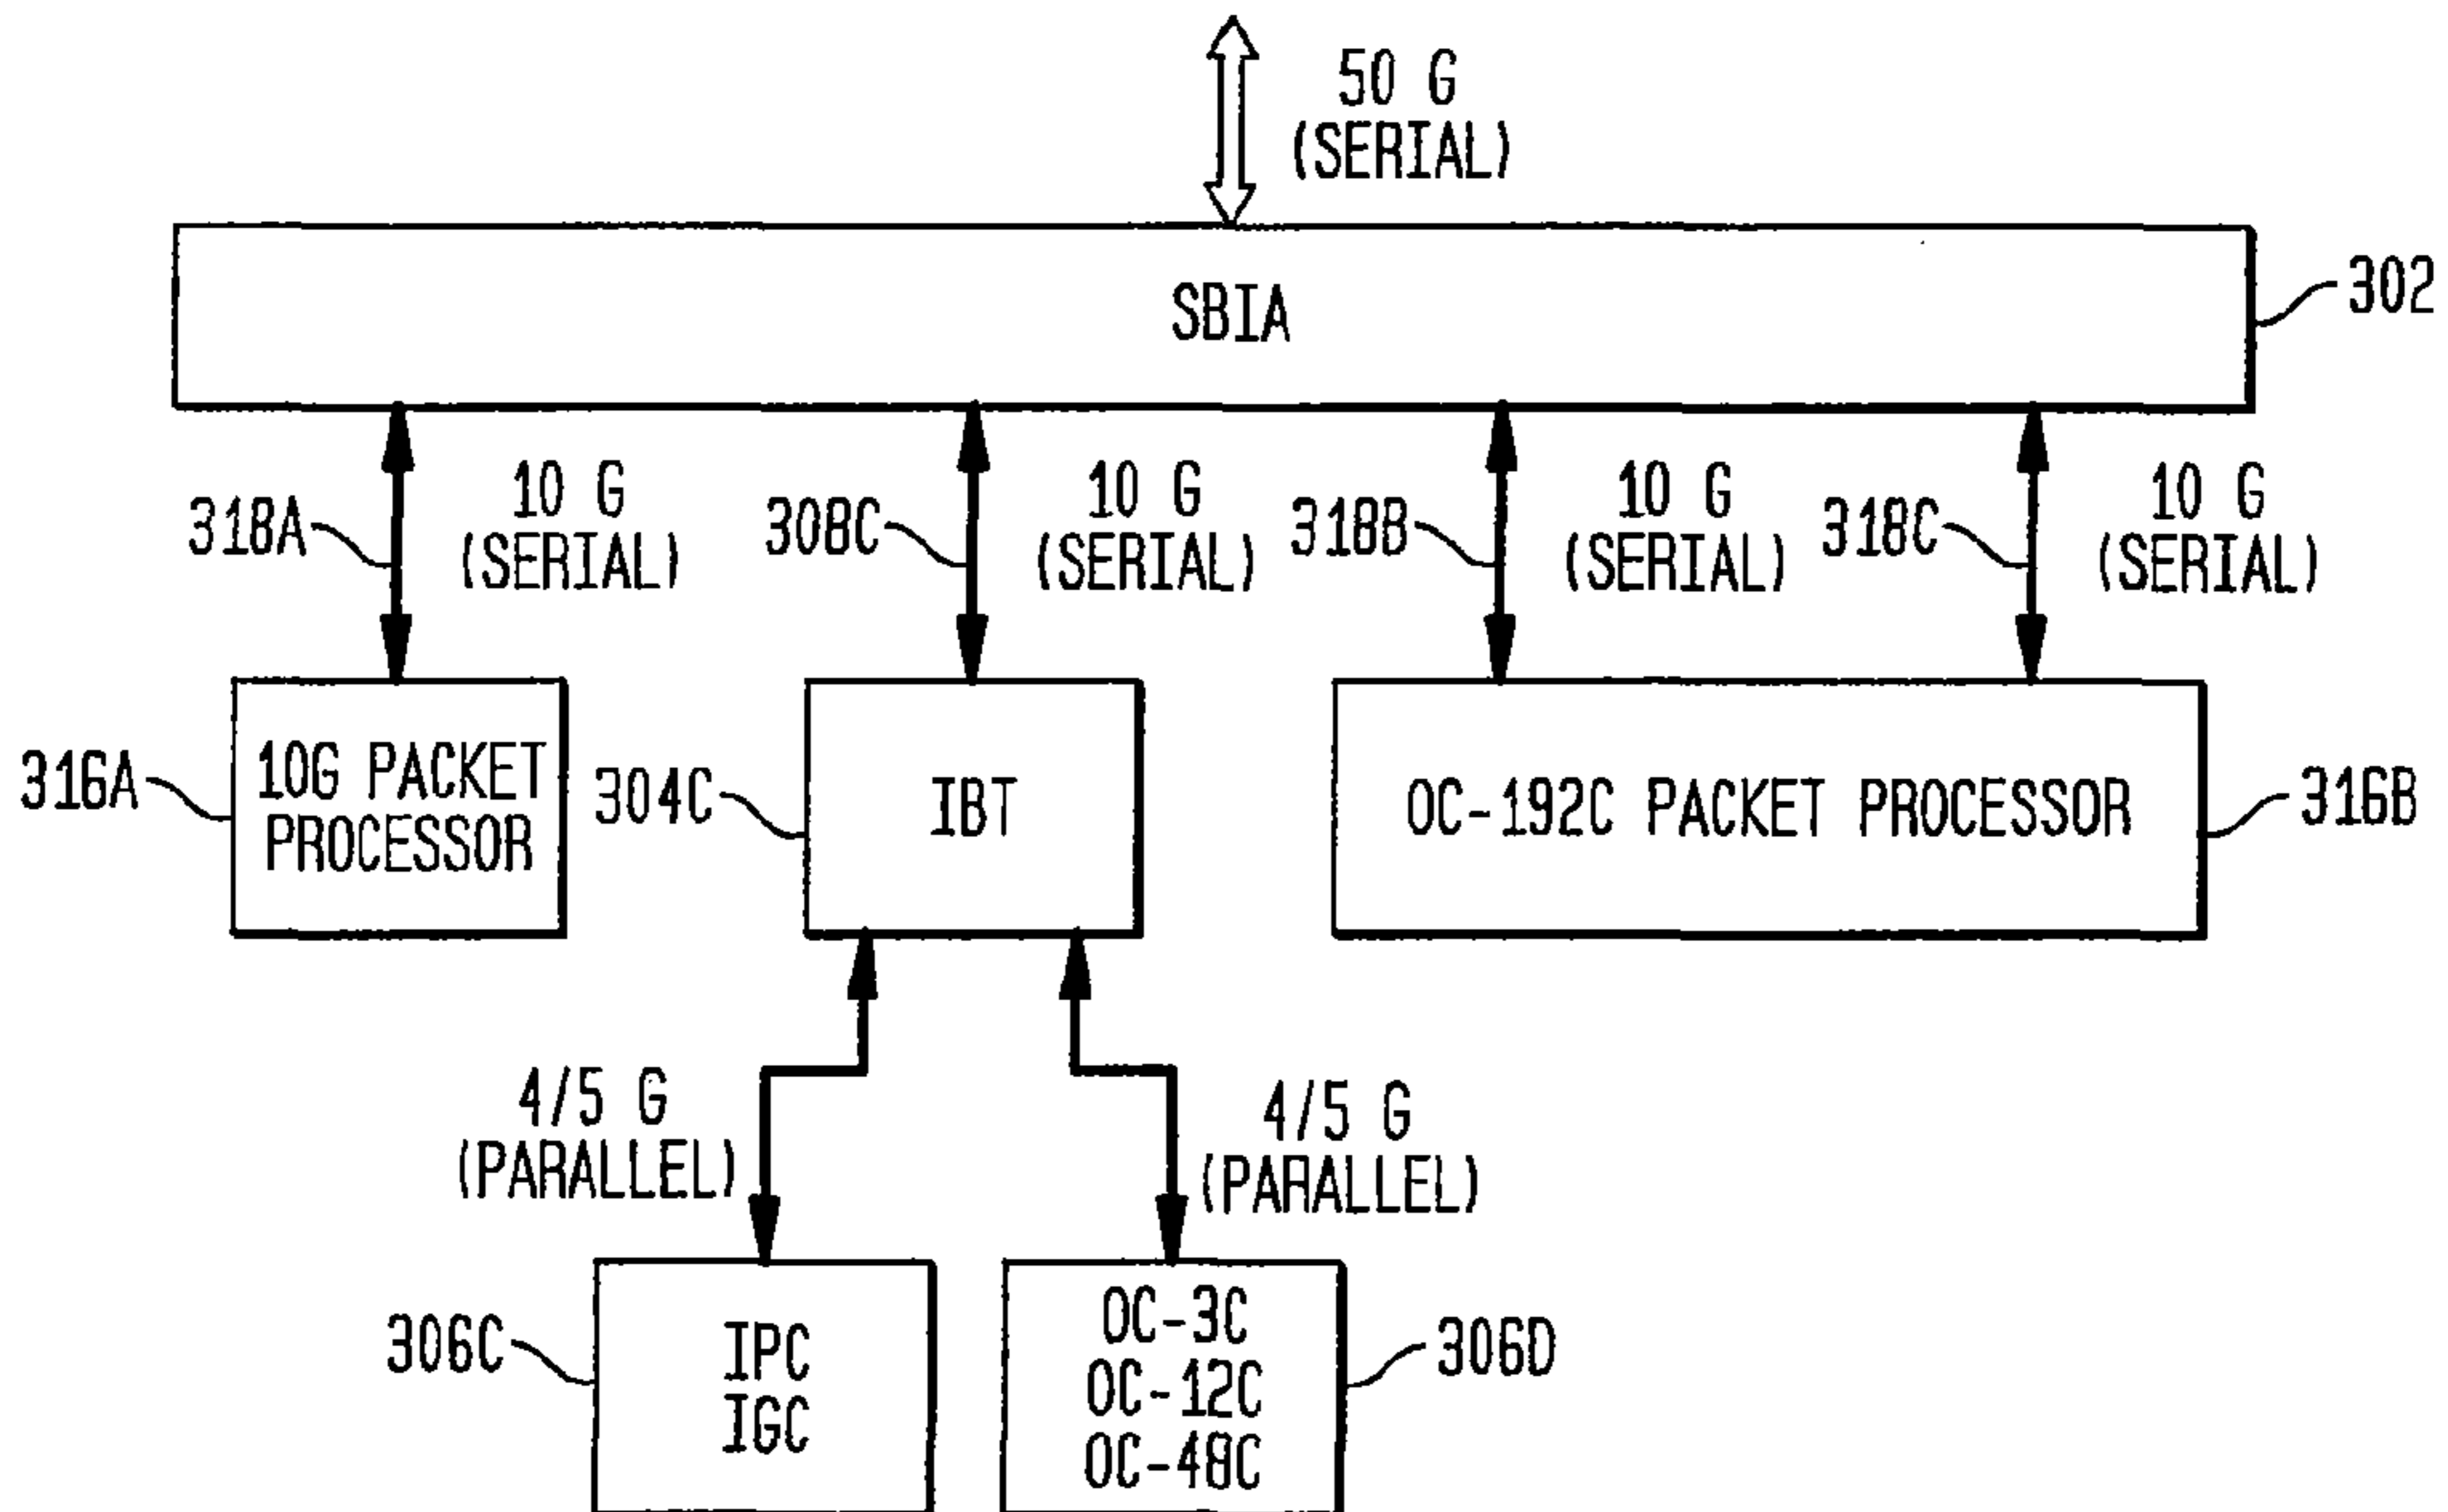 50 G
(SERIAL)
SBIA
302
318A
10 G
(SERIAL)
308C
10 G
(SERIAL)
318B
10 G
(SERIAL)
318C
10 G
(SERIAL)
316A
10G PACKET
PROCESSOR
304C
IBT
OC-192C PACKET PROCESSOR
316B
4/5 G
(PARALLEL)
4/5 G
(PARALLEL)
306C
IPC
IGC
OC-3C
OC-12C
OC-48C
306D